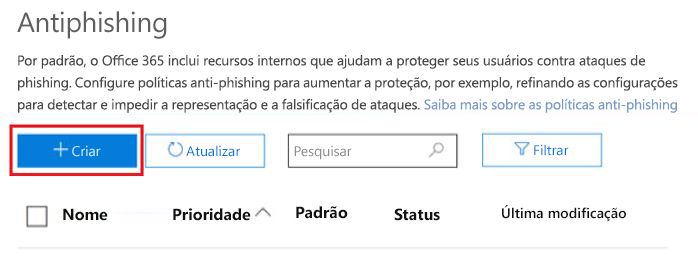 Antiphishing
Por padrão, o Office 365 inclui recursos internos que ajudam a proteger seus usuários contra ataques de
phishing. Configure políticas anti-phishing para aumentar a proteção, por exemplo, refinando as configurações
para detectar e impedir a representação e a falsificação de ataques. Saiba mais sobre as políticas anti-phishing
Criar Atualizar Pesquisar Filtrar
Nome Prioridade Padrão Status Última modificação